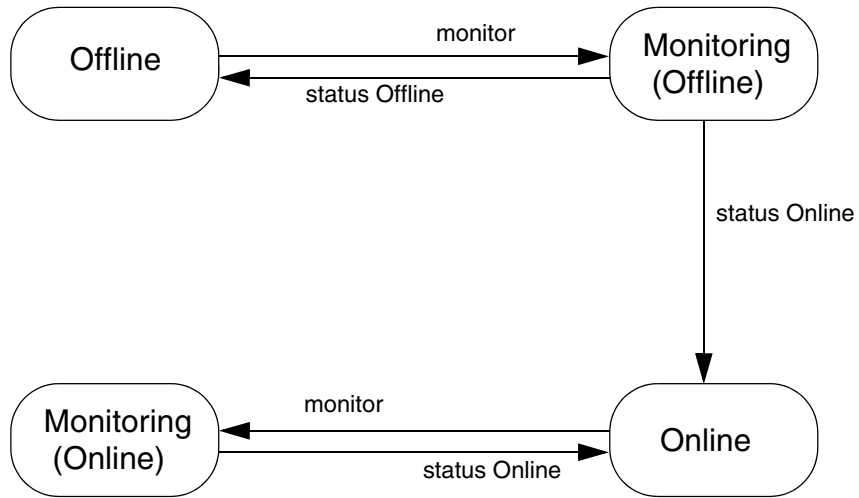 Offline
monitor
Monitoring
(Offline)
status Offline
status Online
Monitoring
(Online)
monitor
Online
status Online